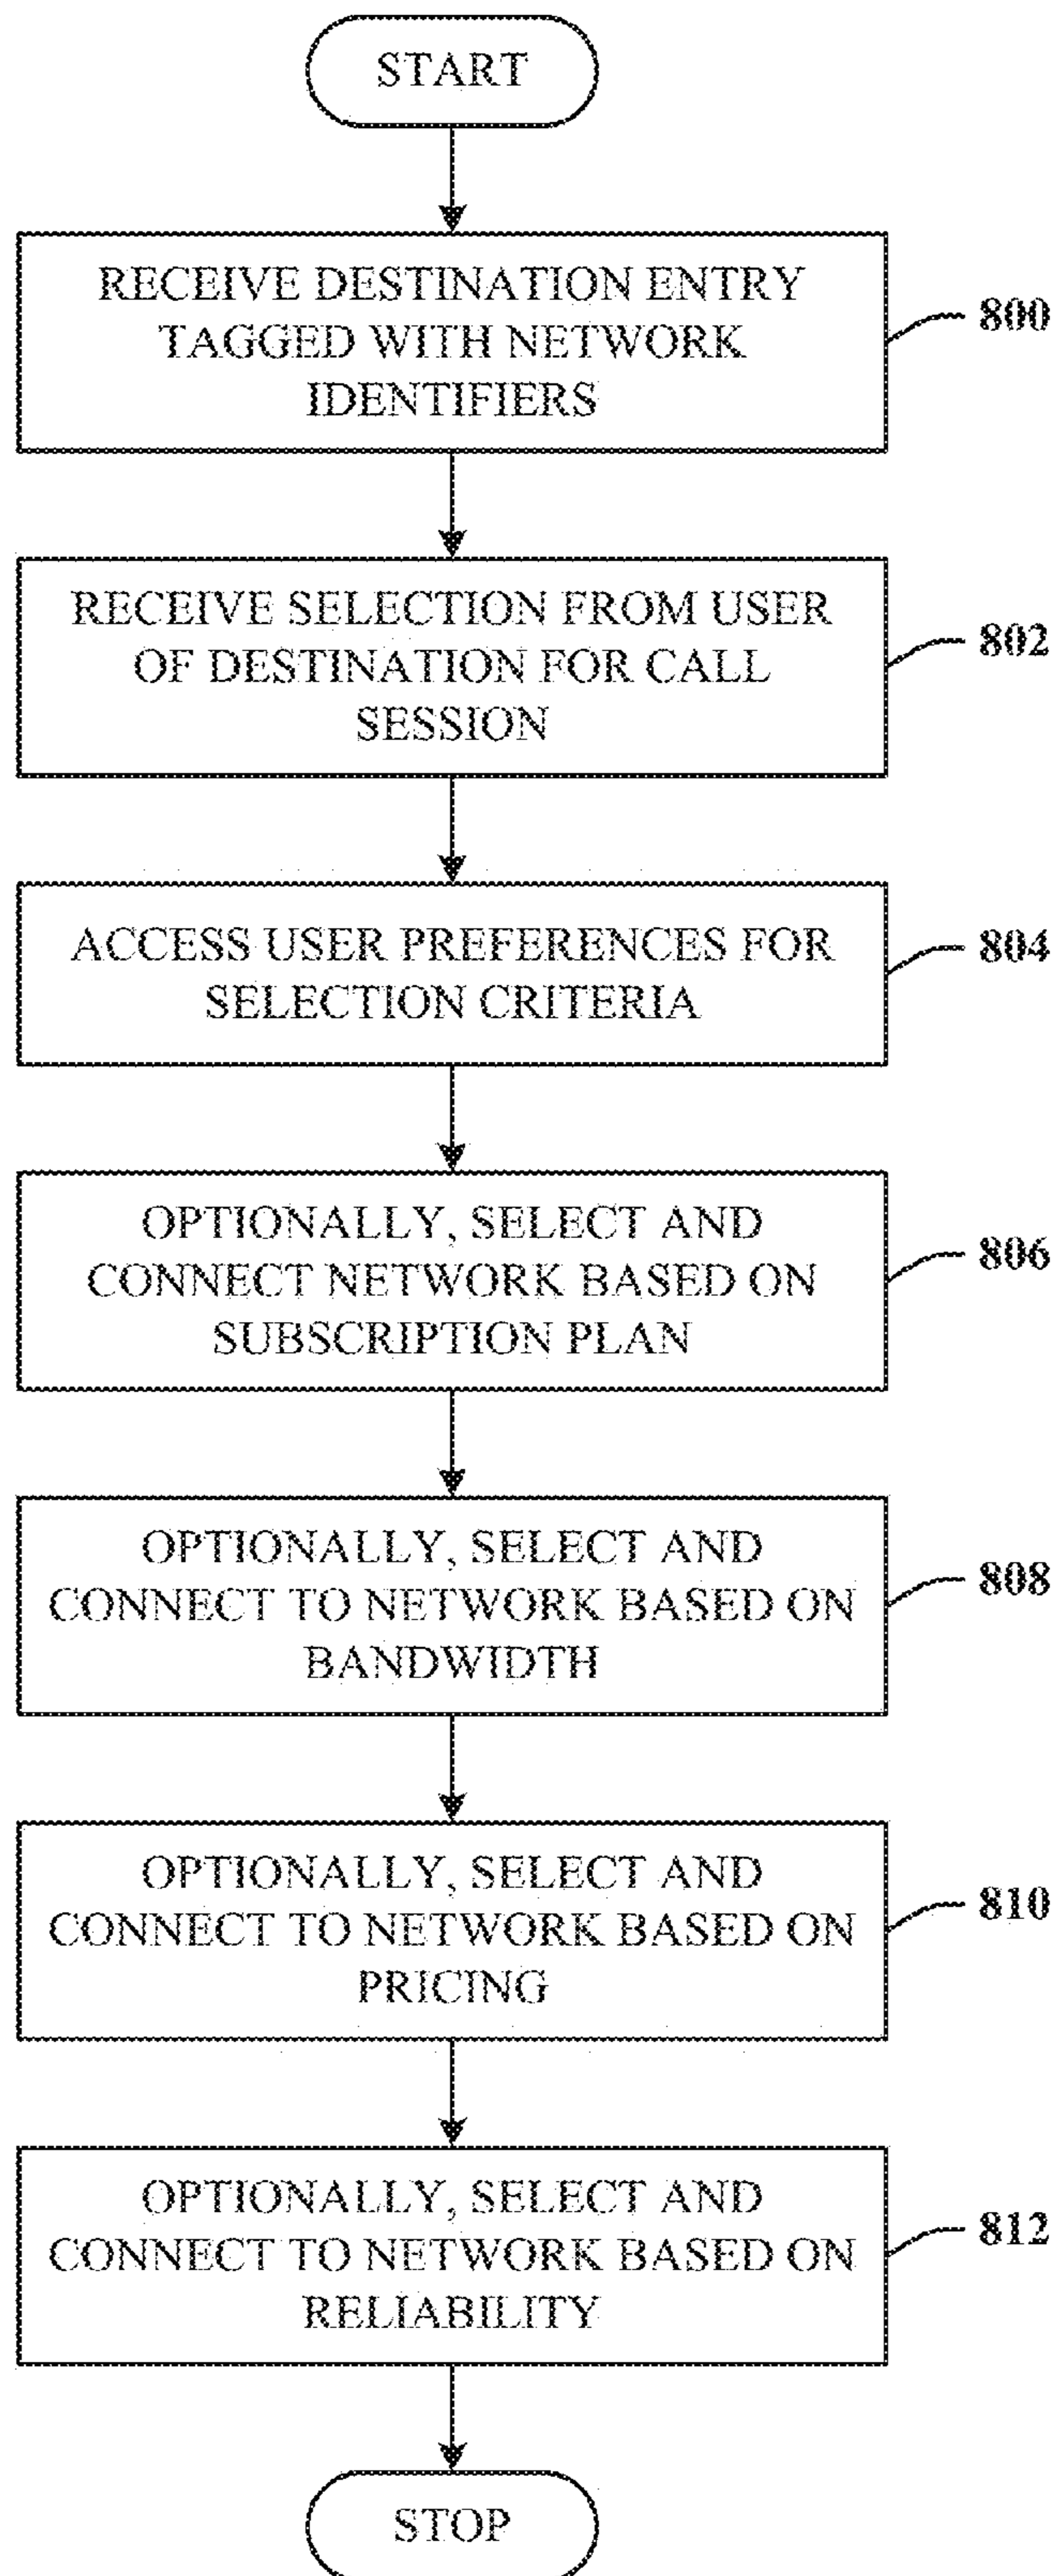 START
RECEIVE DESTINATION ENTRY
TAGGED WITH NETWORK
IDENTIFIERS
800
RECEIVE SELECTION FROM USER
OF DESTINATION FOR CALL
SESSION
802
ACCESS USER PREFERENCES FOR
SELECTION CRITERIA
804
OPTIONALLY, SELECT AND
CONNECT NETWORK BASED ON
SUBSCRIPTION PLAN
806
OPTIONALLY, SELECT AND
CONNECT TO NETWORK BASED ON
BANDWIDTH
808
OPTIONALLY, SELECT AND
CONNECT TO NETWORK BASED ON
PRICING
810
OPTIONALLY, SELECT AND
CONNECT TO NETWORK BASED ON
RELIABILITY
812
STOP